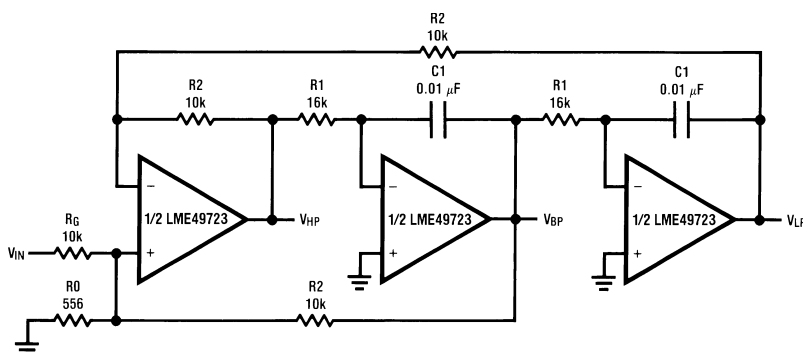 R2
10k
R2
10k
R1
16k
C1
0.01 μF
R1
16k
C1
0.01 μF
−
1/2 LME49723
+
VHP
−
1/2 LME49723
+
VBP
−
1/2 LME49723
+
VLP
RG
10k
VIN
R0
556
R2
10k